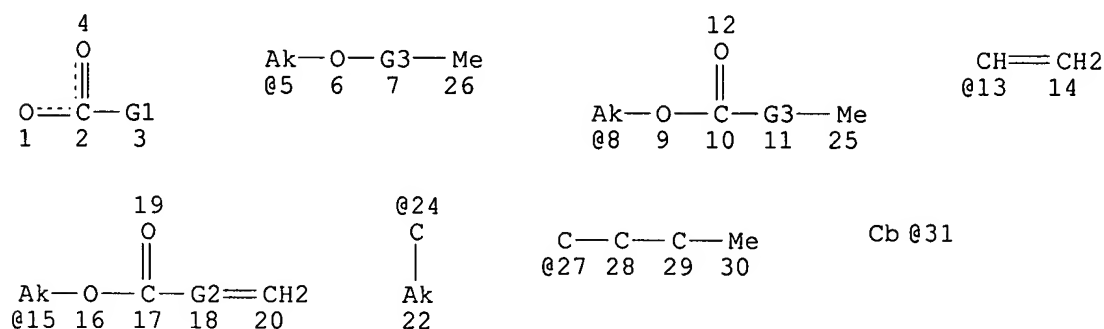 4
O
O C G1
1 2 3
Ak O G3 Me
@5 6 7 26
12
O
Ak O C G3 Me
@8 9 10 11 25
CH CH2
@13 14
19
O
Ak O C G2 CH2
@15 16 17 18 20
@24
C
Ak
22
C C C Me
@27 28 29 30
Cb @31